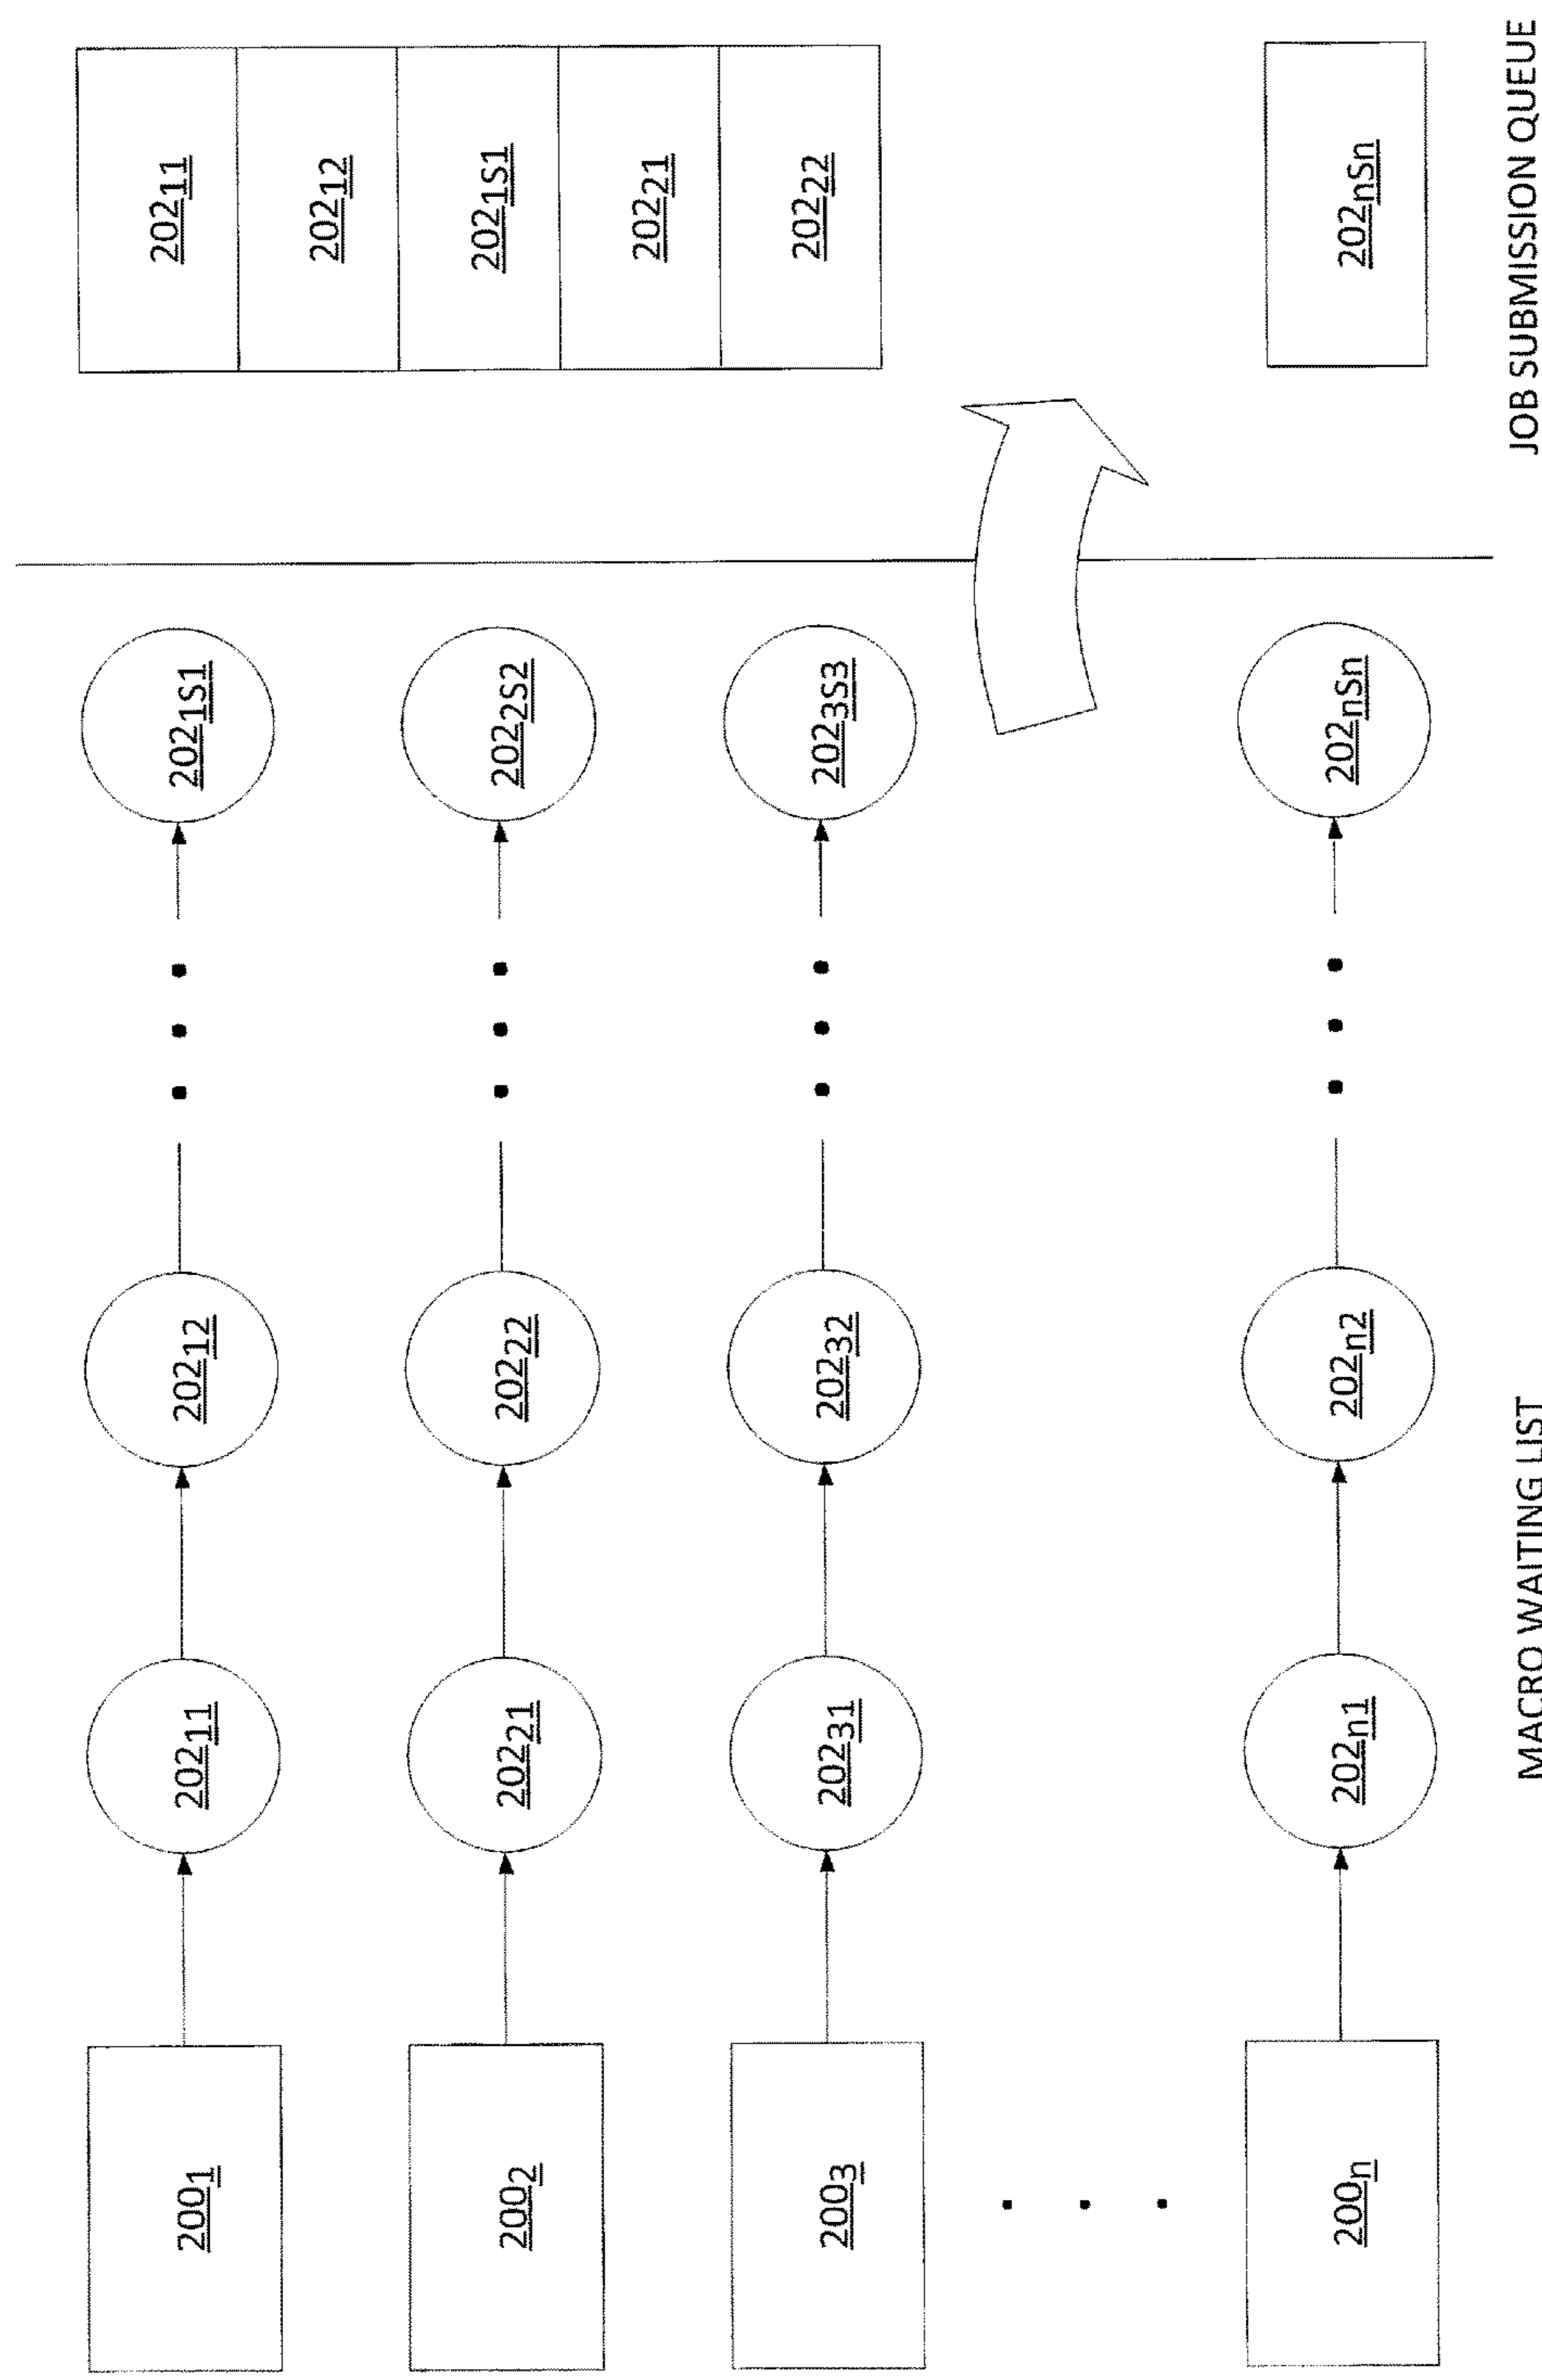 200₁ 202₁₁ 202₁₂ • • • 202₁S₁ 202₁₁
202₁₂
200₂ 202₂₁ 202₂₂ • • • 202₂S₂ 202₁S₁
202₂₁
200₃ 202₃₁ 202₃₂ • • • 202₃S₃ 202₂₂
200ₙ 202ₙ₁ 202ₙ₂ • • • 202ₙSₙ 202ₙSₙ
MACRO WAITING LIST
JOB SUBMISSION QUEUE